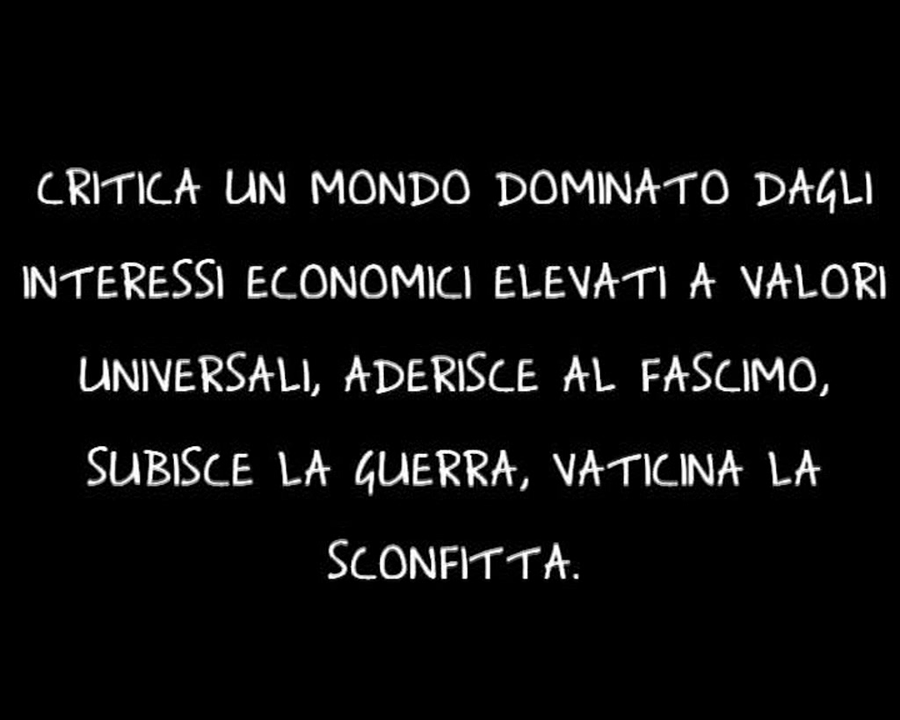 CRITICA UN MONDO DOMINATO DAGLI
INTERESSI ECONOMICI ELEVATI A VALORI
UNIVERSALI, ADERISCE AL FASCIMO,
SUBISCE LA GUERRA, VATICINA LA
SCONFITTA.